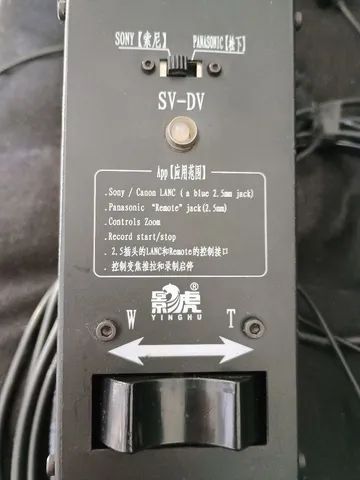 SONY【索尼】 PANASONIC【松下】
SV-DV
App【应用范围】
.Sony / Canon LANC ( a blue 2.5mm jack)
.Panasonic “Remote” jack(2.5mm)
.Controls Zoom
.Record start/stop
.2.5插头的LANC和Remote的控制接口
.控制变焦推拉和录制启停
影虎®
YINGHU
W T